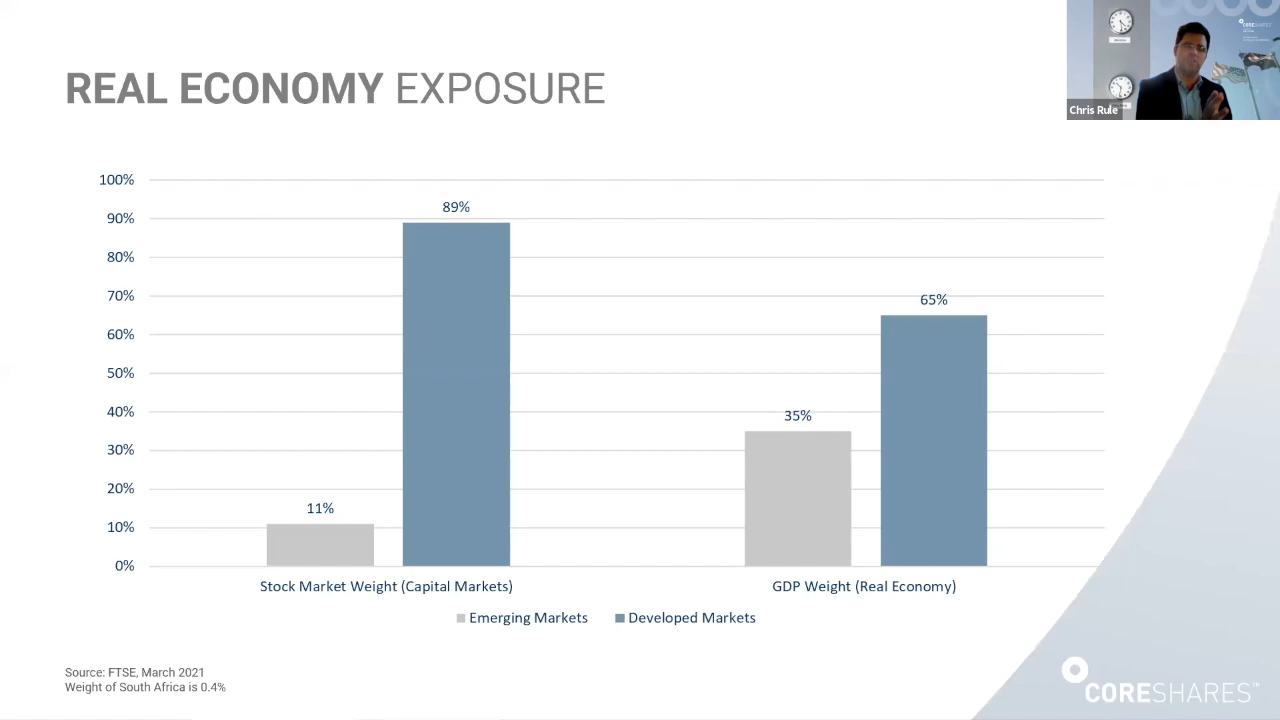 REAL ECONOMY EXPOSURE
Chris Rule
100%
90%
80%
70%
60%
50%
40%
30%
20%
10%
0%
11%
89%
35%
65%
Stock Market Weight (Capital Markets)
GDP Weight (Real Economy)
Emerging Markets
Developed Markets
Source: FTSE, March 2021
Weight of South Africa is 0.4%
CORESHARES™